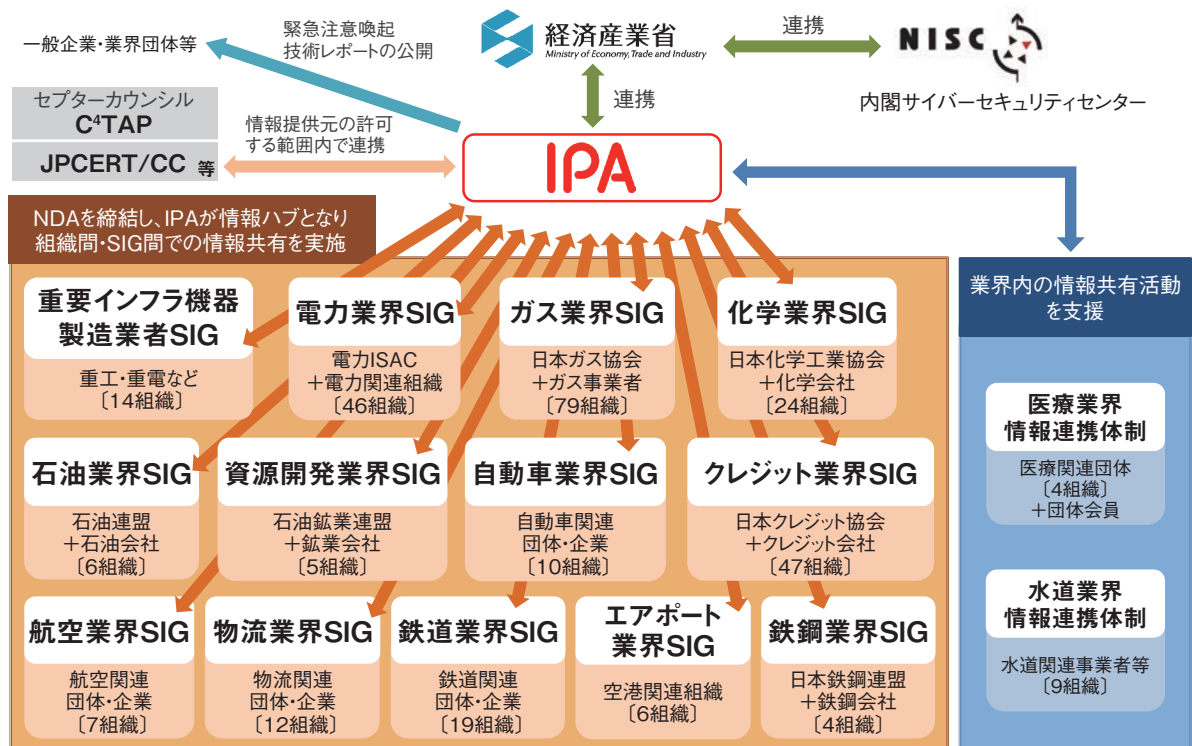 一般企業・業界団体等
緊急注意喚起
技術レポートの公開
経済産業省
Ministry of Economy, Trade and Industry
連携
NISC
内閣サイバーセキュリティセンター
連携
セプターカウンシル
C⁴TAP
JPCERT/CC 等
情報提供元の許可
する範囲内で連携
IPA
NDAを締結し、IPAが情報ハブとなり
組織間・SIG間での情報共有を実施
重要インフラ機器
製造業者SIG
重工・重電など
〔14組織〕
電力業界SIG
電力ISAC
＋電力関連組織
〔46組織〕
ガス業界SIG
日本ガス協会
＋ガス事業者
〔79組織〕
化学業界SIG
日本化学工業協会
＋化学会社
〔24組織〕
石油業界SIG
石油連盟
＋石油会社
〔6組織〕
資源開発業界SIG
石油鉱業連盟
＋鉱業会社
〔5組織〕
自動車業界SIG
自動車関連
団体・企業
〔10組織〕
クレジット業界SIG
日本クレジット協会
＋クレジット会社
〔47組織〕
航空業界SIG
航空関連
団体・企業
〔7組織〕
物流業界SIG
物流関連
団体・企業
〔12組織〕
鉄道業界SIG
鉄道関連
団体・企業
〔19組織〕
エアポート
業界SIG
空港関連組織
〔6組織〕
鉄鋼業界SIG
日本鉄鋼連盟
＋鉄鋼会社
〔4組織〕
業界内の情報共有活動
を支援
医療業界
情報連携体制
医療関連団体
〔4組織〕
＋団体会員
水道業界
情報連携体制
水道関連事業者等
〔9組織〕